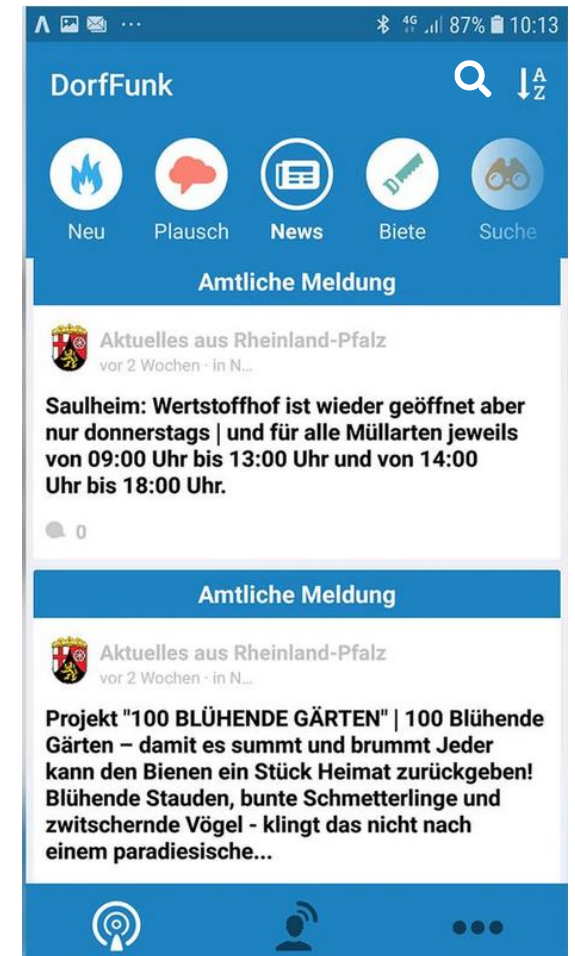 4G 87% 10:13
DorfFunk
A
Z
Neu Plausch News Biete Suche
Amtliche Meldung
Aktuelles aus Rheinland-Pfalz
vor 2 Wochen · in N...
Saulheim: Wertstoffhof ist wieder geöffnet aber
nur donnerstags | und für alle Müllarten jeweils
von 09:00 Uhr bis 13:00 Uhr und von 14:00
Uhr bis 18:00 Uhr.
0
Amtliche Meldung
Aktuelles aus Rheinland-Pfalz
vor 2 Wochen · in N...
Projekt "100 BLÜHENDE GÄRTEN" | 100 Blühende
Gärten – damit es summt und brummt Jeder
kann den Bienen ein Stück Heimat zurückgeben!
Blühende Stauden, bunte Schmetterlinge und
zwitschernde Vögel - klingt das nicht nach
einem paradiesische...